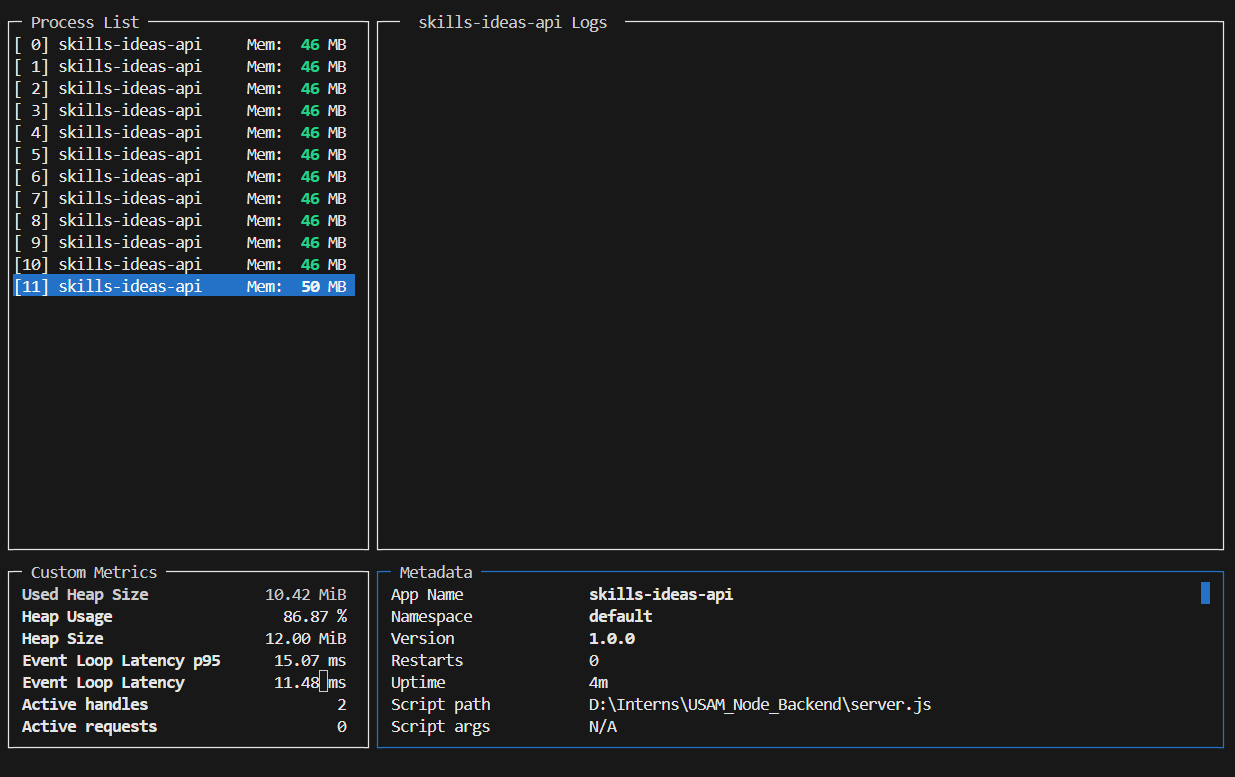 Process List
[ 0] skills-ideas-api Mem: 46 MB
[ 1] skills-ideas-api Mem: 46 MB
[ 2] skills-ideas-api Mem: 46 MB
[ 3] skills-ideas-api Mem: 46 MB
[ 4] skills-ideas-api Mem: 46 MB
[ 5] skills-ideas-api Mem: 46 MB
[ 6] skills-ideas-api Mem: 46 MB
[ 7] skills-ideas-api Mem: 46 MB
[ 8] skills-ideas-api Mem: 46 MB
[ 9] skills-ideas-api Mem: 46 MB
[10] skills-ideas-api Mem: 46 MB
[11] skills-ideas-api Mem: 50 MB
skills-ideas-api Logs
Custom Metrics
Used Heap Size 10.42 MiB
Heap Usage 86.87 %
Heap Size 12.00 MiB
Event Loop Latency p95 15.07 ms
Event Loop Latency 11.48 ms
Active handles 2
Active requests 0
Metadata
App Name skills-ideas-api
Namespace default
Version 1.0.0
Restarts 0
Uptime 4m
Script path D:\Interns\USAM_Node_Backend\server.js
Script args N/A